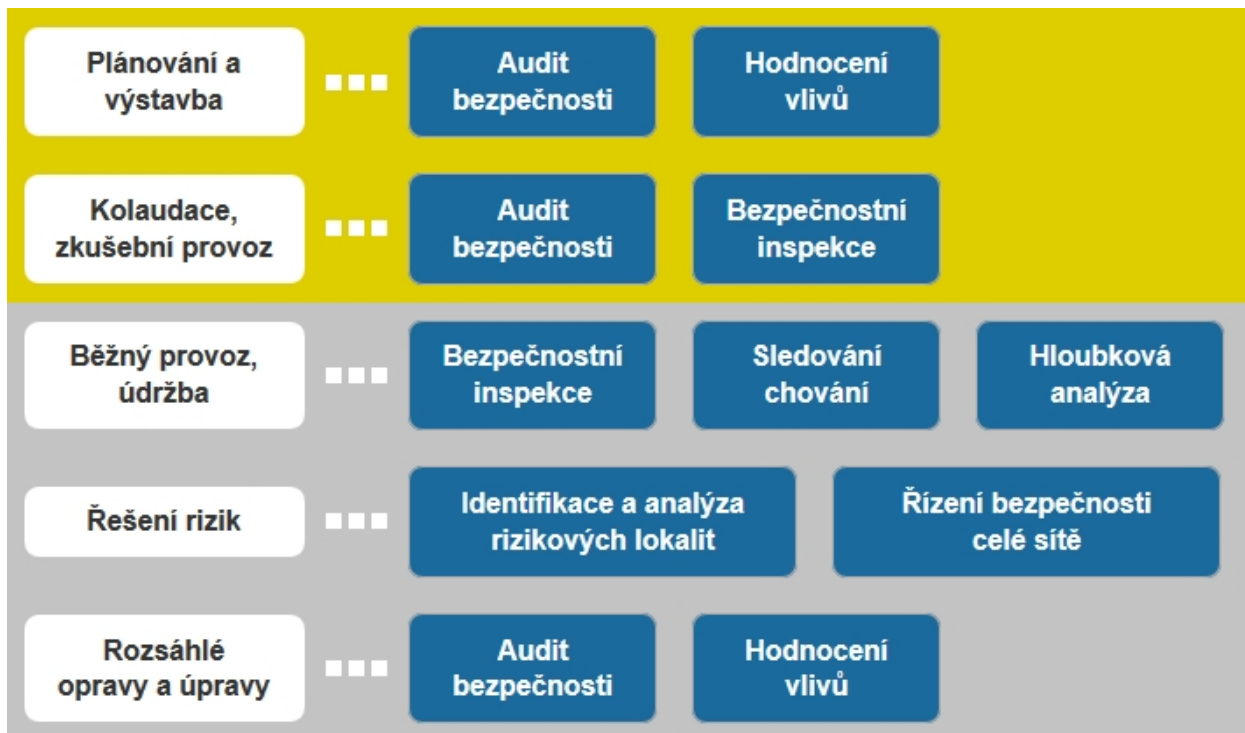 Plánování a
výstavba
Audit
bezpečnosti
Hodnocení
vlivů
Kolaudace,
zkušební provoz
Audit
bezpečnosti
Bezpečnostní
inspekce
Běžný provoz,
údržba
Bezpečnostní
inspekce
Sledování
chování
Hloubková
analýza
Řešení rizik
Identifikace a analýza
rizikových lokalit
Řízení bezpečnosti
celé sítě
Rozsáhlé
opravy a úpravy
Audit
bezpečnosti
Hodnocení
vlivů